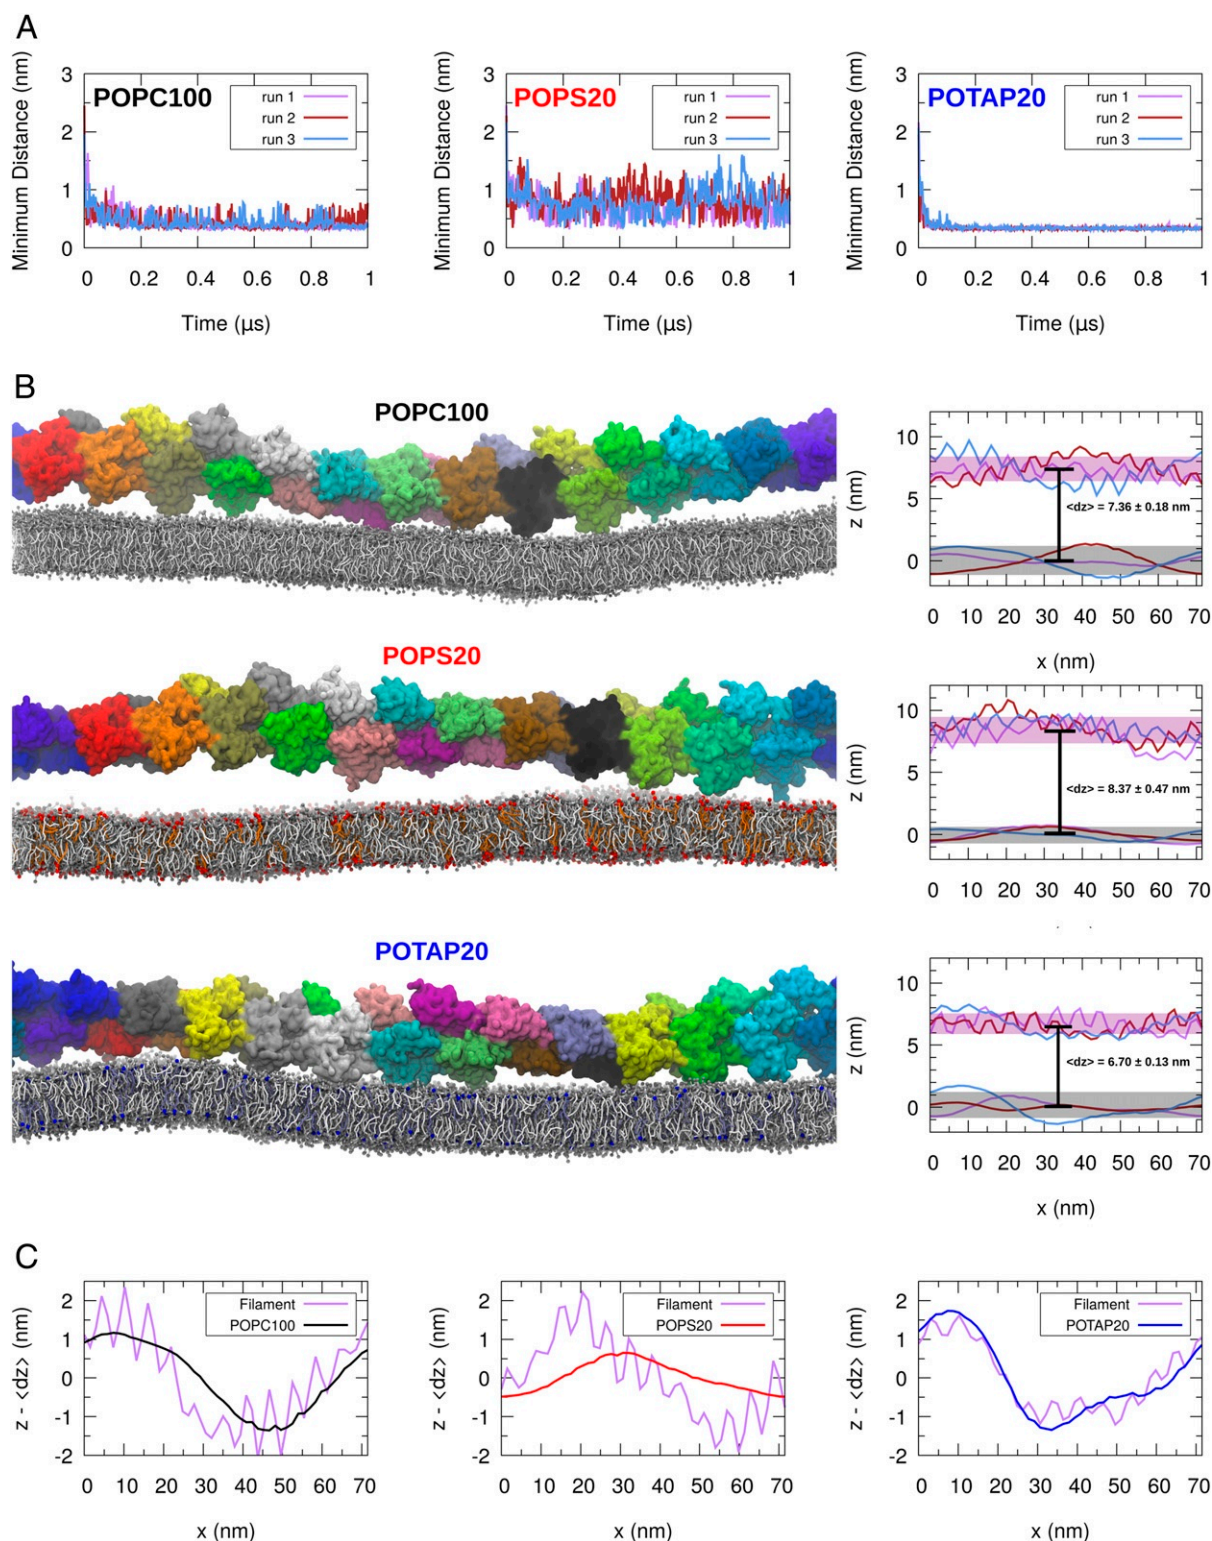 A
POPC100
Minimum Distance (nm)
3
2
1
0
run 1
run 2
run 3
0 0.2 0.4 0.6 0.8 1
Time (µs)
POPS20
Minimum Distance (nm)
3
2
1
0
run 1
run 2
run 3
0 0.2 0.4 0.6 0.8 1
Time (µs)
POTAP20
Minimum Distance (nm)
3
2
1
0
run 1
run 2
run 3
0 0.2 0.4 0.6 0.8 1
Time (µs)
B
POPC100
z (nm)
10
5
0
<dz> = 7.36 ± 0.18 nm
0 10 20 30 40 50 60 70
x (nm)
POPS20
z (nm)
10
5
0
<dz> = 8.37 ± 0.47 nm
0 10 20 30 40 50 60 70
POTAP20
z (nm)
10
5
0
<dz> = 6.70 ± 0.13 nm
0 10 20 30 40 50 60 70
x (nm)
C
z - <dz> (nm)
2
1
0
-1
-2
Filament
POPC100
0 10 20 30 40 50 60 70
x (nm)
z - <dz> (nm)
2
1
0
-1
-2
Filament
POPS20
0 10 20 30 40 50 60 70
x (nm)
z - <dz> (nm)
2
1
0
-1
-2
Filament
POTAP20
0 10 20 30 40 50 60 70
x (nm)